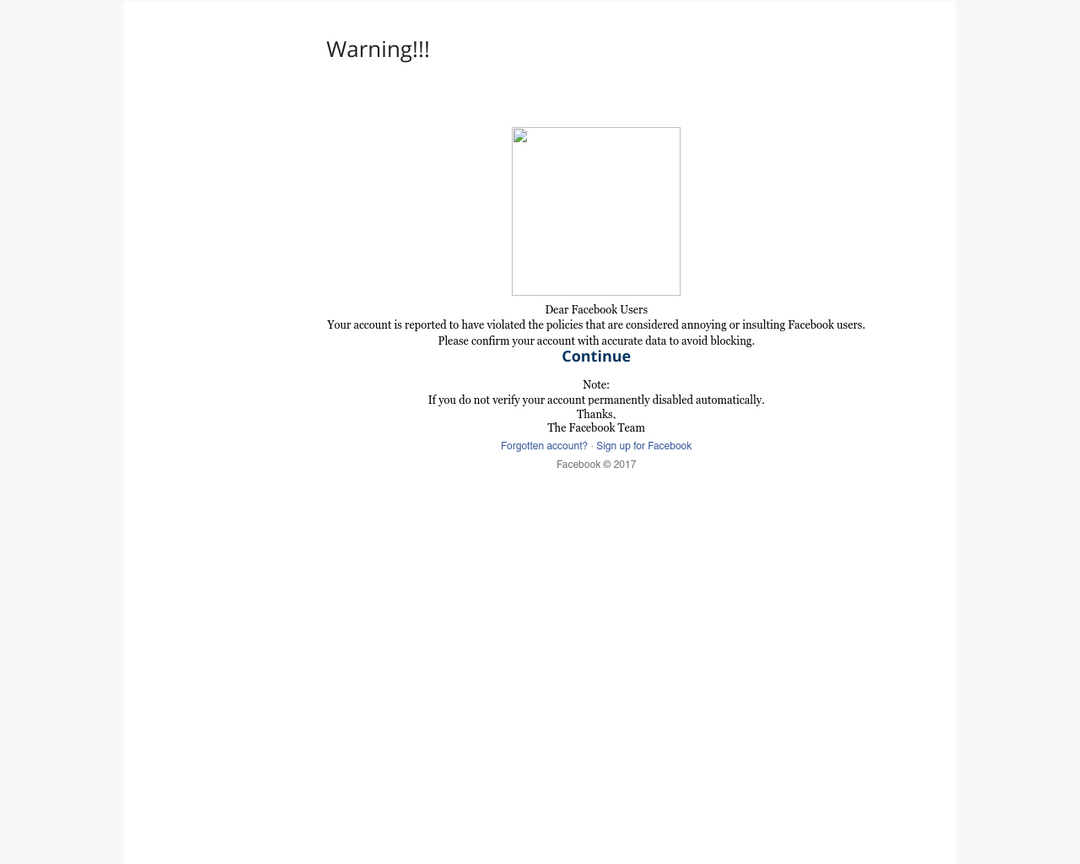 Warning!!!
Dear Facebook Users
Your account is reported to have violated the policies that are considered annoying or insulting Facebook users.
Please confirm your account with accurate data to avoid blocking.
Continue
Note:
If you do not verify your account permanently disabled automatically.
Thanks,
The Facebook Team
Forgotten account? · Sign up for Facebook
Facebook © 2017